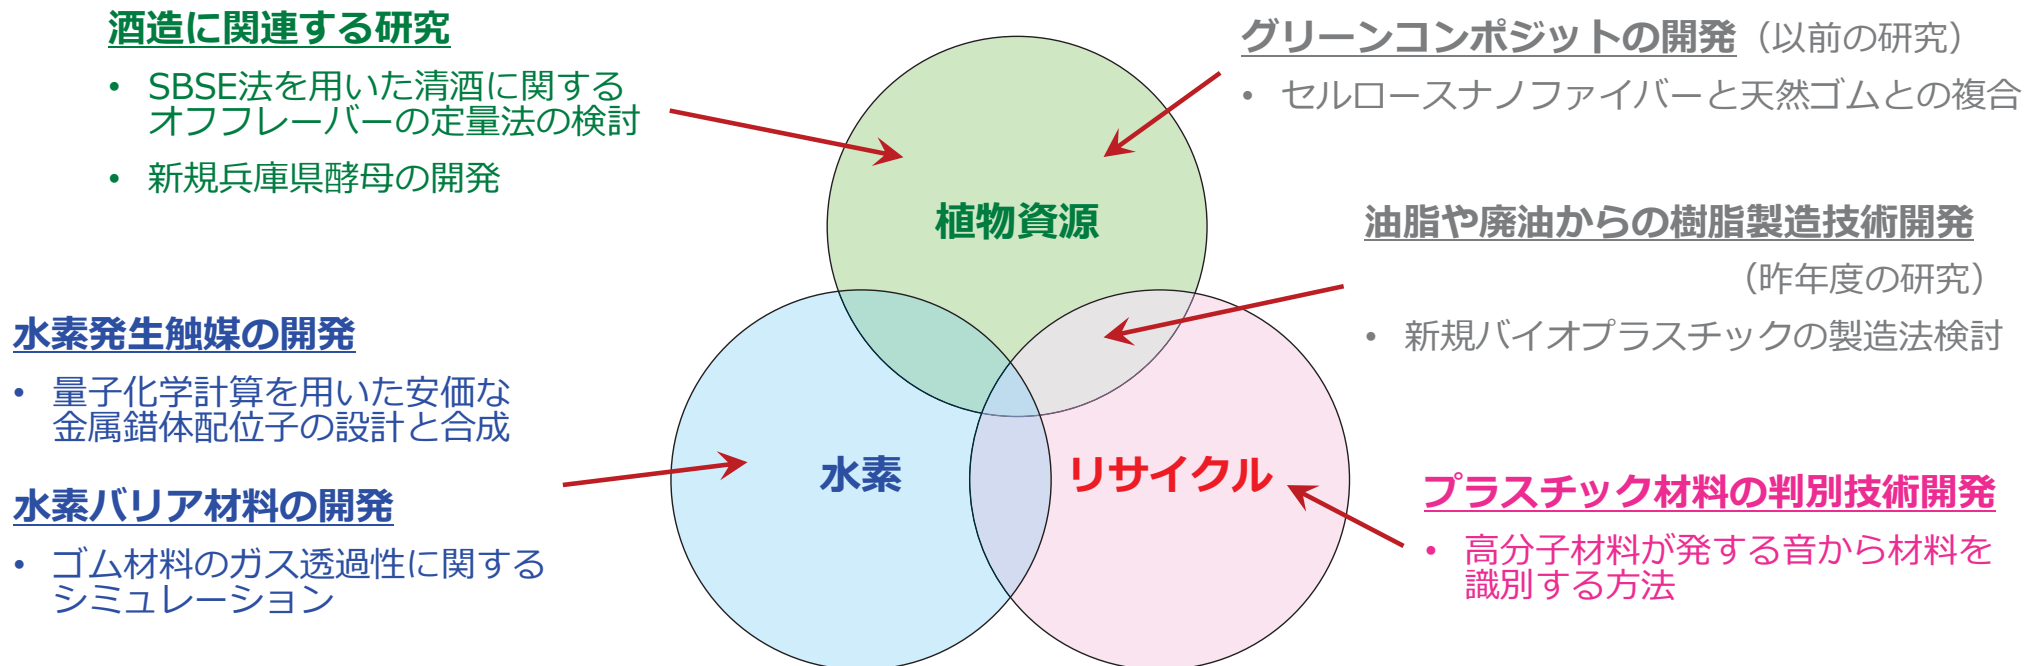 酒造に関連する研究
• SBSE法を用いた清酒に関する
オフフレーバーの定量法の検討
• 新規兵庫県酵母の開発
グリーンコンポジットの開発（以前の研究）
• セルロースナノファイバーと天然ゴムとの複合
植物資源
油脂や廃油からの樹脂製造技術開発
（昨年度の研究）
• 新規バイオプラスチックの製造法検討
水素発生触媒の開発
• 量子化学計算を用いた安価な
金属錯体配位子の設計と合成
水素バリア材料の開発
• ゴム材料のガス透過性に関する
シミュレーション
水素
リサイクル
プラスチック材料の判別技術開発
• 高分子材料が発する音から材料を
識別する方法